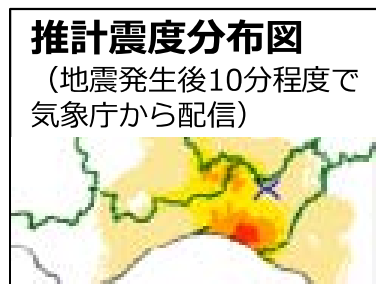 推計震度分布図
（地震発生後10分程度で
気象庁から配信）